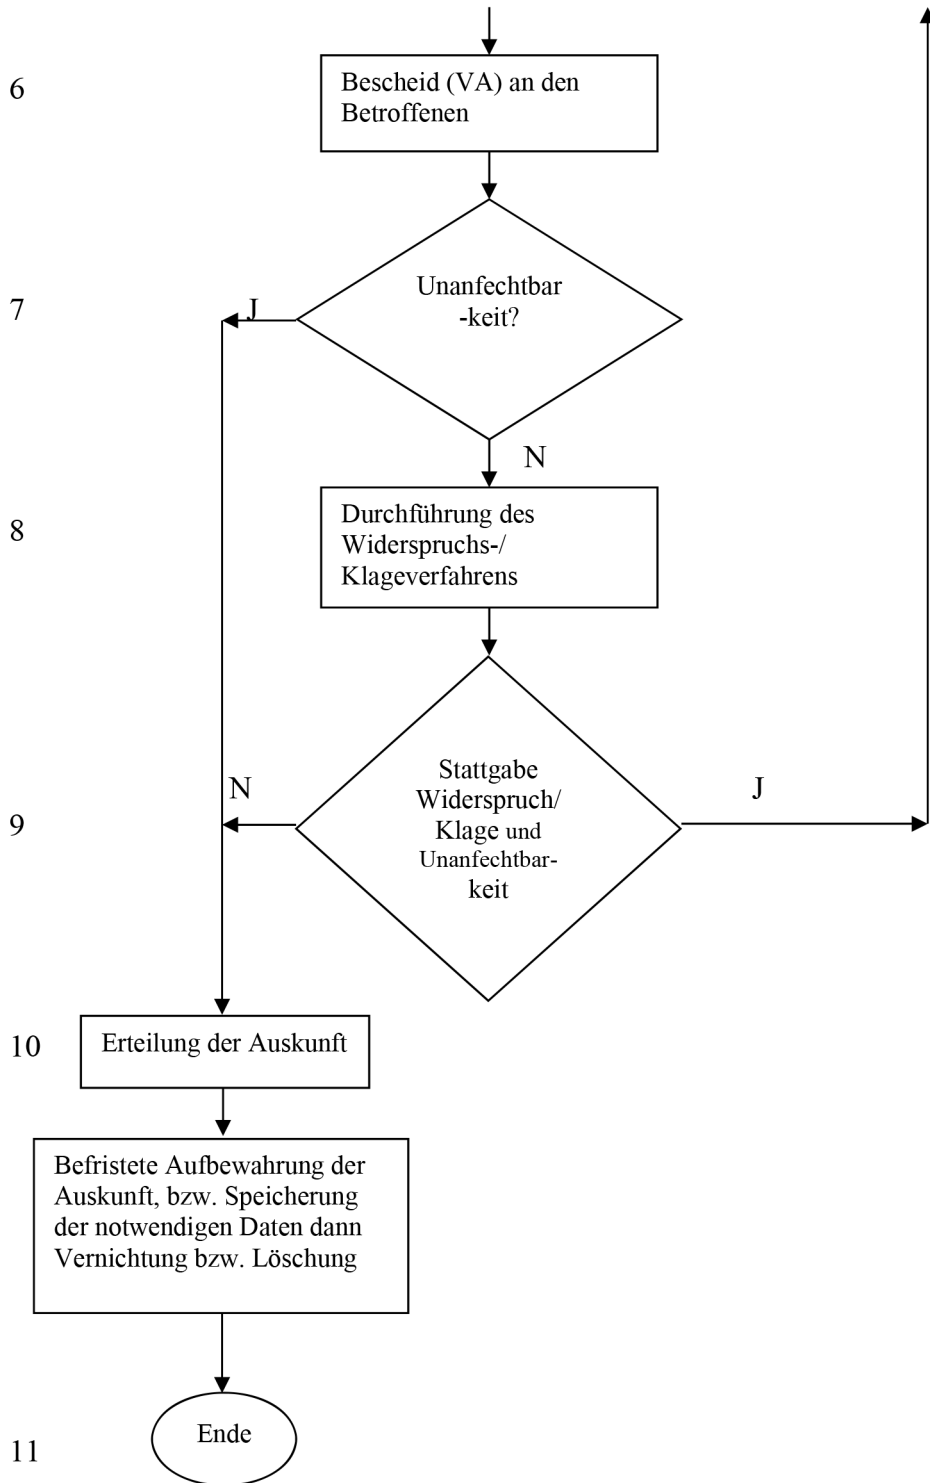 6
Bescheid (VA) an den
Betroffenen
7
J
Unanfechtbar
-keit?
N
8
Durchführung des
Widerspruchs-/
Klageverfahrens
N
J
9
Stattgabe
Widerspruch/
Klage und
Unanfechtbar-
keit
10
Erteilung der Auskunft
Befristete Aufbewahrung der
Auskunft, bzw. Speicherung
der notwendigen Daten dann
Vernichtung bzw. Löschung
Ende
11